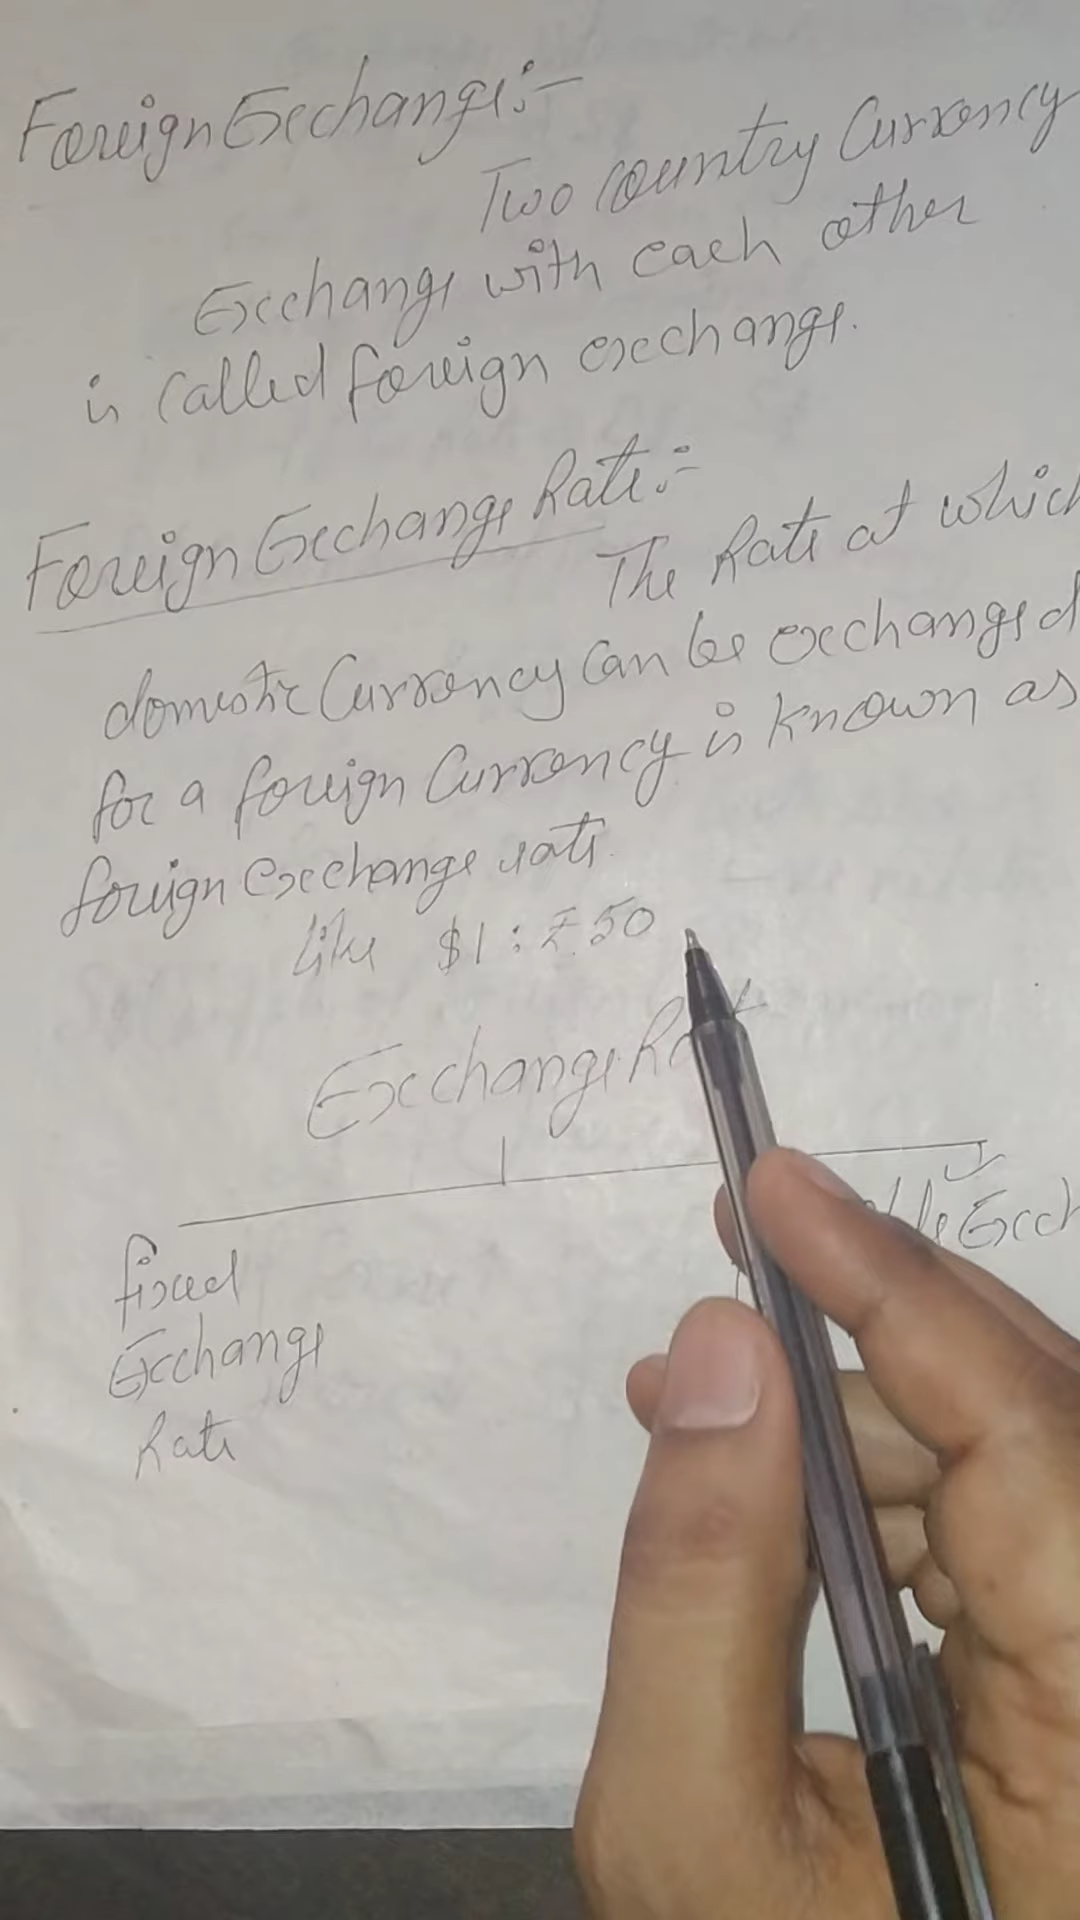 Foreign Exchange:-
Two country Currency
Exchange with each other
is called foreign exchange.
Foreign Exchange Rate:-
The Rate at which
domestic Currency Can be exchanged
for a foreign Currency is known as
foreign exchange rate.
like $1 : ₹50
Exchange
Fixed
Exchange
Rate